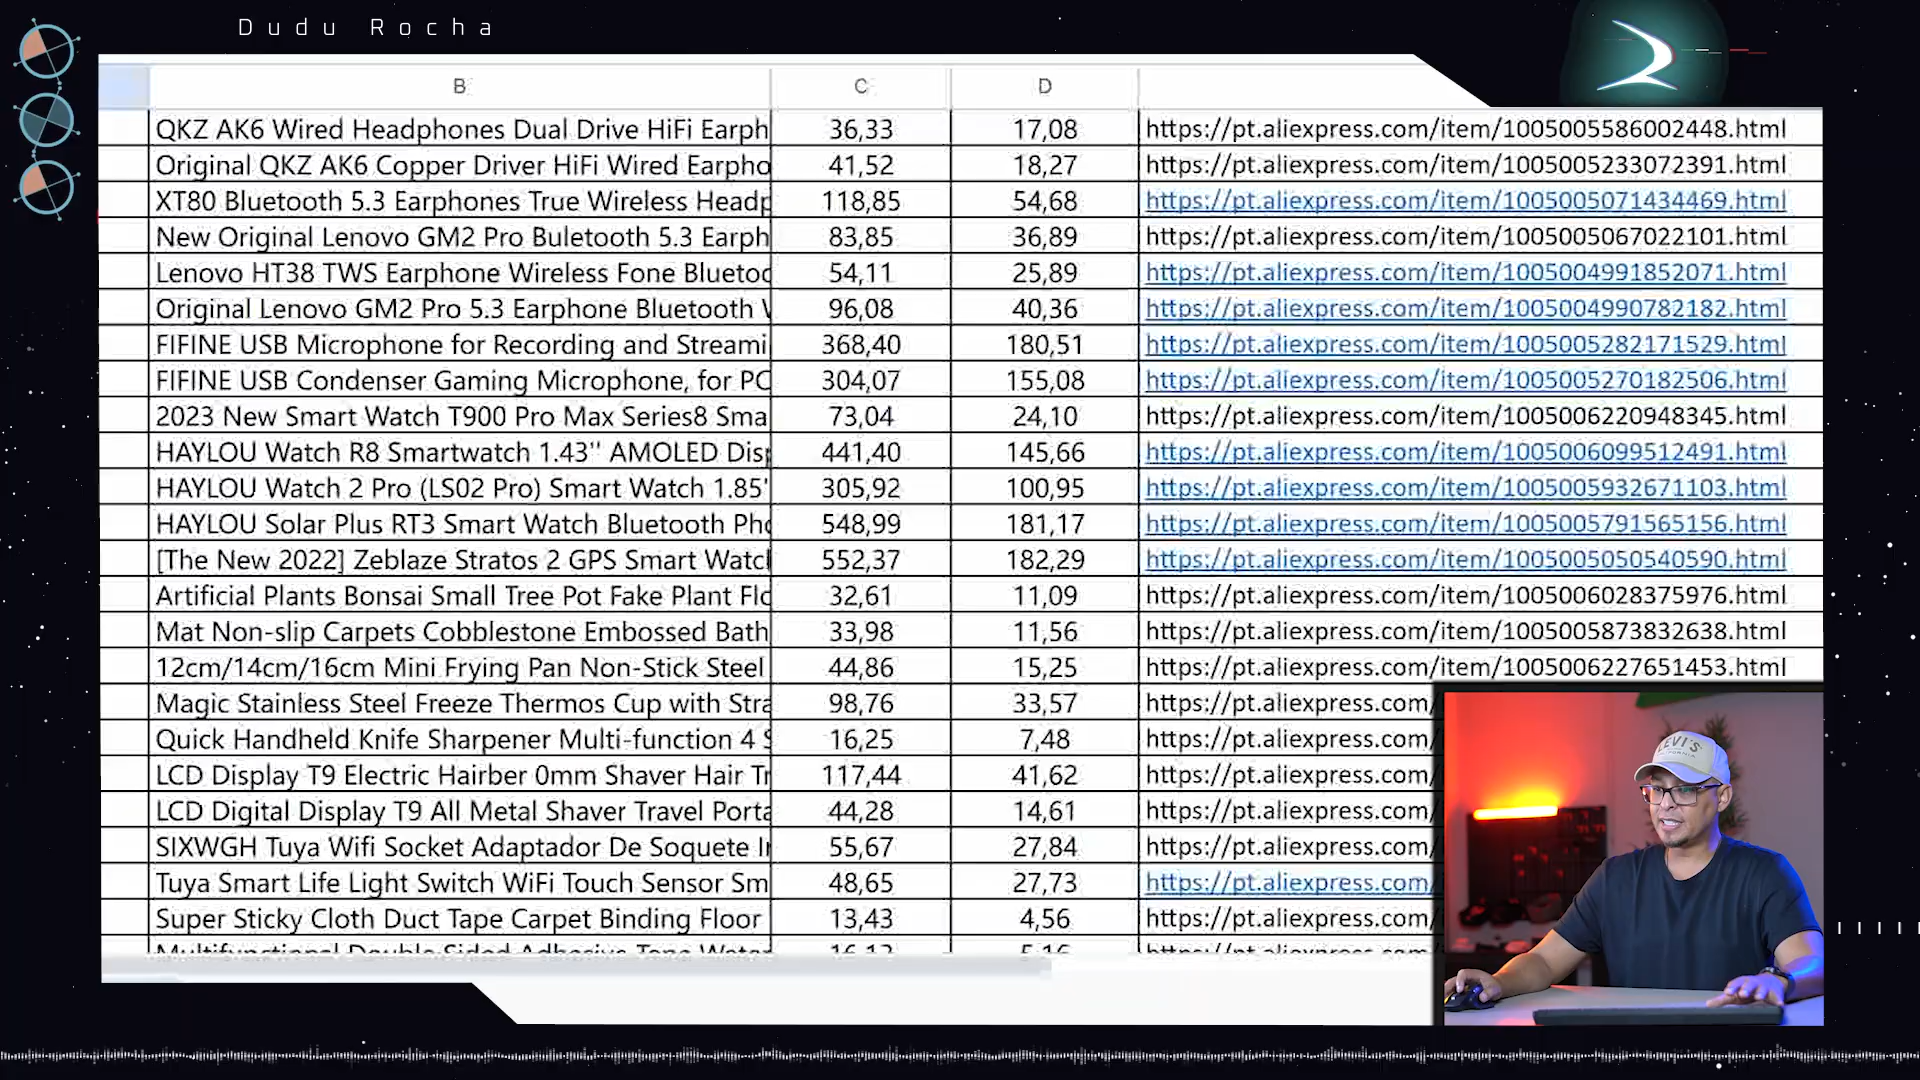 Dudu Rocha
B C D
QKZ AK6 Wired Headphones Dual Drive HiFi Earph 36,33 17,08 https://pt.aliexpress.com/item/1005005586002448.html
Original QKZ AK6 Copper Driver HiFi Wired Earpho 41,52 18,27 https://pt.aliexpress.com/item/1005005233072391.html
XT80 Bluetooth 5.3 Earphones True Wireless Headp 118,85 54,68 https://pt.aliexpress.com/item/1005005071434469.html
New Original Lenovo GM2 Pro Buletooth 5.3 Earph 83,85 36,89 https://pt.aliexpress.com/item/1005005067022101.html
Lenovo HT38 TWS Earphone Wireless Fone Bluetoo 54,11 25,89 https://pt.aliexpress.com/item/1005004991852071.html
Original Lenovo GM2 Pro 5.3 Earphone Bluetooth 96,08 40,36 https://pt.aliexpress.com/item/1005004990782182.html
FIFINE USB Microphone for Recording and Streami 368,40 180,51 https://pt.aliexpress.com/item/1005005282171529.html
FIFINE USB Condenser Gaming Microphone, for PC 304,07 155,08 https://pt.aliexpress.com/item/1005005270182506.html
2023 New Smart Watch T900 Pro Max Series8 Sma 73,04 24,10 https://pt.aliexpress.com/item/1005006220948345.html
HAYLOU Watch R8 Smartwatch 1.43'' AMOLED Disp 441,40 145,66 https://pt.aliexpress.com/item/1005006099512491.html
HAYLOU Watch 2 Pro (LS02 Pro) Smart Watch 1.85' 305,92 100,95 https://pt.aliexpress.com/item/1005005932671103.html
HAYLOU Solar Plus RT3 Smart Watch Bluetooth Pho 548,99 181,17 https://pt.aliexpress.com/item/1005005791565156.html
[The New 2022] Zeblaze Stratos 2 GPS Smart Watcl 552,37 182,29 https://pt.aliexpress.com/item/1005005050540590.html
Artificial Plants Bonsai Small Tree Pot Fake Plant Flo 32,61 11,09 https://pt.aliexpress.com/item/1005006028375976.html
Mat Non-slip Carpets Cobblestone Embossed Bath 33,98 11,56 https://pt.aliexpress.com/item/1005005873832638.html
12cm/14cm/16cm Mini Frying Pan Non-Stick Steel 44,86 15,25 https://pt.aliexpress.com/item/1005006227651453.html
Magic Stainless Steel Freeze Thermos Cup with Stra 98,76 33,57 https://pt.aliexpress.com/
Quick Handheld Knife Sharpener Multi-function 4 S 16,25 7,48 https://pt.aliexpress.com/
LCD Display T9 Electric Hairber 0mm Shaver Hair Tr 117,44 41,62 https://pt.aliexpress.com/
LCD Digital Display T9 All Metal Shaver Travel Porta 44,28 14,61 https://pt.aliexpress.com/
SIXWGH Tuya Wifi Socket Adaptador De Soquete I 55,67 27,84 https://pt.aliexpress.com/
Tuya Smart Life Light Switch WiFi Touch Sensor Sm 48,65 27,73 https://pt.aliexpress.com/
Super Sticky Cloth Duct Tape Carpet Binding Floor 13,43 4,56 https://pt.aliexpress.com/
Multifunctional Double Sided Adhesive Tape 16,13 5,16
LEVI'S